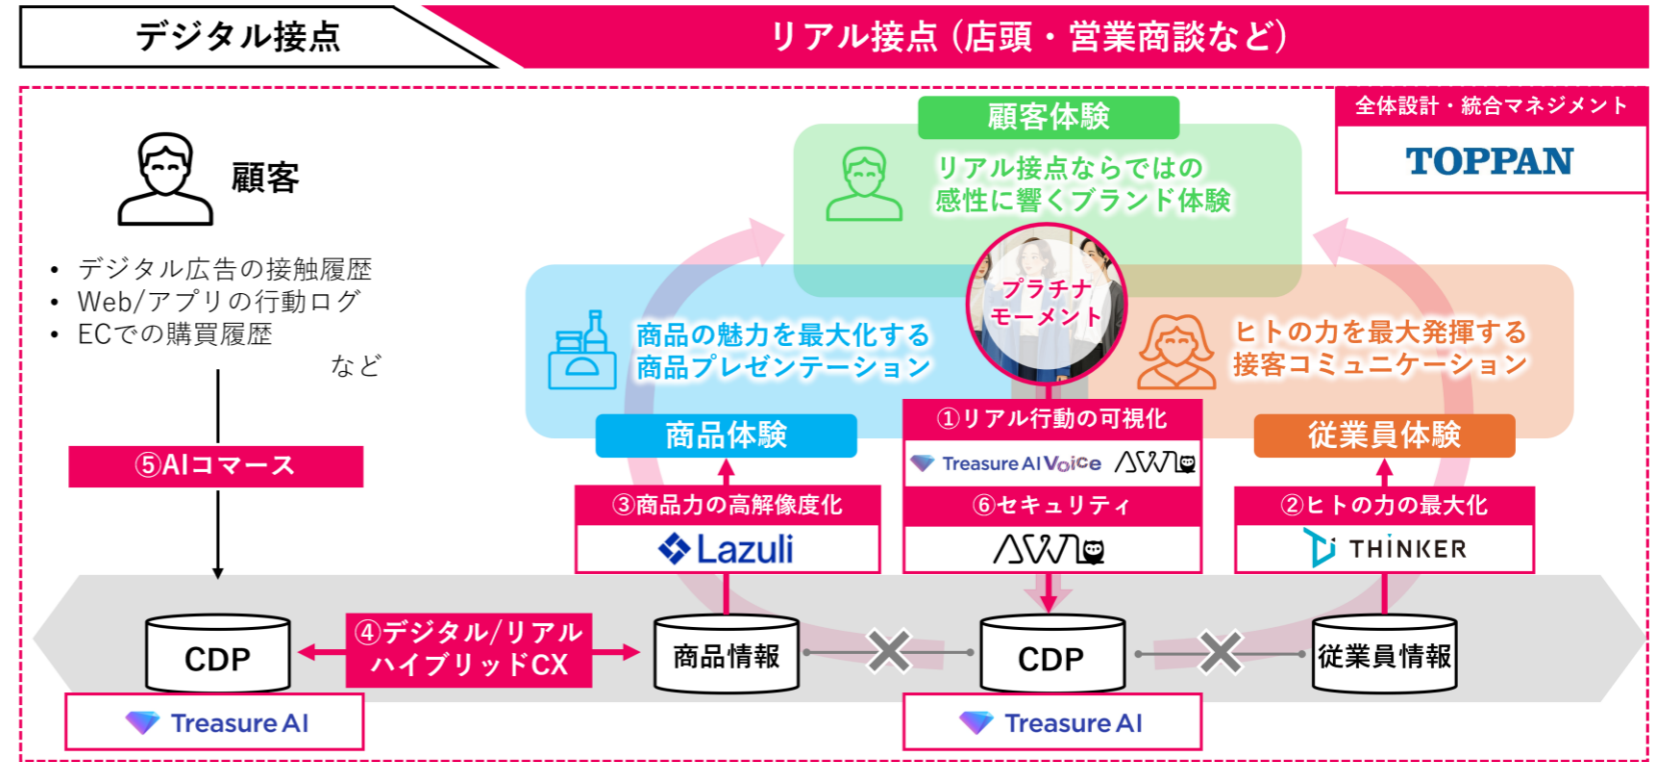 デジタル接点
リアル接点 (店頭・営業商談など)
全体設計・統合マネジメント
TOPPAN
顧客
• デジタル広告の接触履歴
• Web/アプリの行動ログ
• ECでの購買履歴
など
⑤AIコマース
顧客体験
リアル接点ならではの
感性に響くブランド体験
プラチナ
モーメント
商品の魅力を最大化する
商品プレゼンテーション
商品体験
ヒトの力を最大発揮する
接客コミュニケーション
従業員体験
①リアル行動の可視化
Treasure AI Voice AWL
③商品力の高解像度化
Lazuli
⑥セキュリティ
AWL
②ヒトの力の最大化
THINKER
CDP
④デジタル/リアル
ハイブリッドCX
商品情報
CDP
従業員情報
Treasure AI
Treasure AI